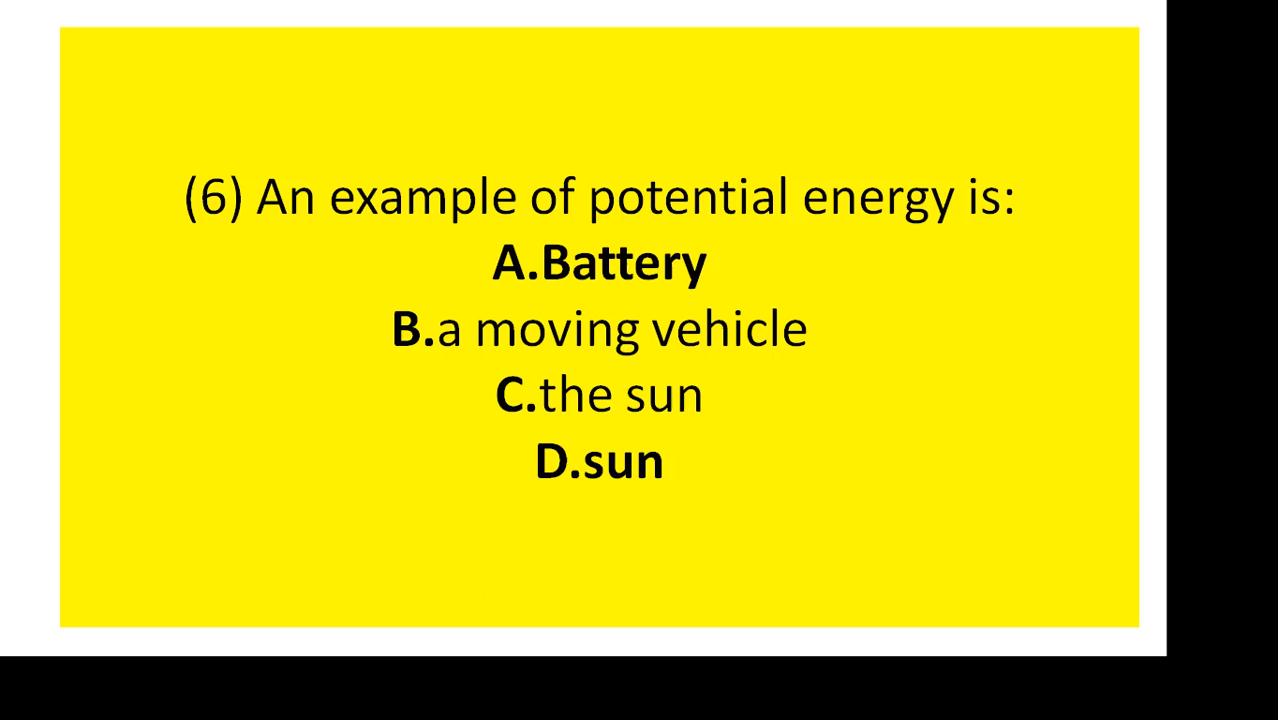 (6) An example of potential energy is:
A.Battery
B.a moving vehicle
C.the sun
D.sun